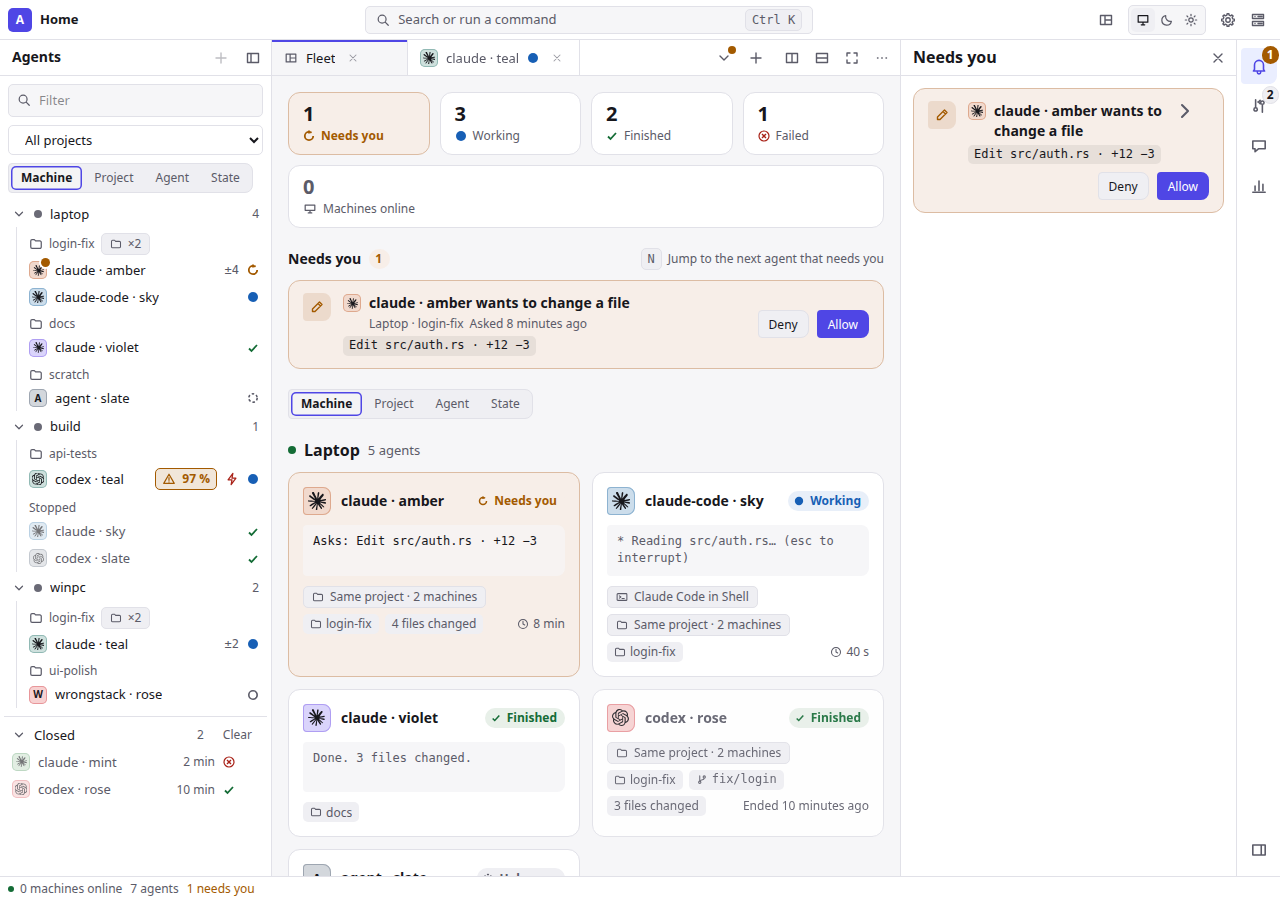 A Home
Search or run a command
Ctrl K
Agents
Filter
All projects
Machine Project Agent State
laptop 4
login-fix ×2
claude · amber ±4
claude-code · sky
docs
claude · violet
scratch
A agent · slate
build 1
api-tests
codex · teal 97 %
Stopped
claude · sky
codex · slate
winpc 2
login-fix ×2
claude · teal ±2
ui-polish
W wrongstack · rose
Closed 2 Clear
claude · mint 2 min
codex · rose 10 min
Fleet
claude · teal
1
Needs you
3
Working
2
Finished
1
Failed
0
Machines online
Needs you 1
N Jump to the next agent that needs you
claude · amber wants to change a file
Laptop · login-fix Asked 8 minutes ago
Edit src/auth.rs · +12 −3
Deny Allow
Machine Project Agent State
Laptop 5 agents
claude · amber Needs you
Asks: Edit src/auth.rs · +12 −3
Same project · 2 machines
login-fix 4 files changed 8 min
claude-code · sky Working
* Reading src/auth.rs… (esc to
interrupt)
Claude Code in Shell
Same project · 2 machines
login-fix 40 s
claude · violet Finished
Done. 3 files changed.
docs
codex · rose Finished
Same project · 2 machines
login-fix fix/login
3 files changed Ended 10 minutes ago
Needs you
claude · amber wants to
change a file
Edit src/auth.rs · +12 −3
Deny Allow
1
2
0 machines online 7 agents 1 needs you